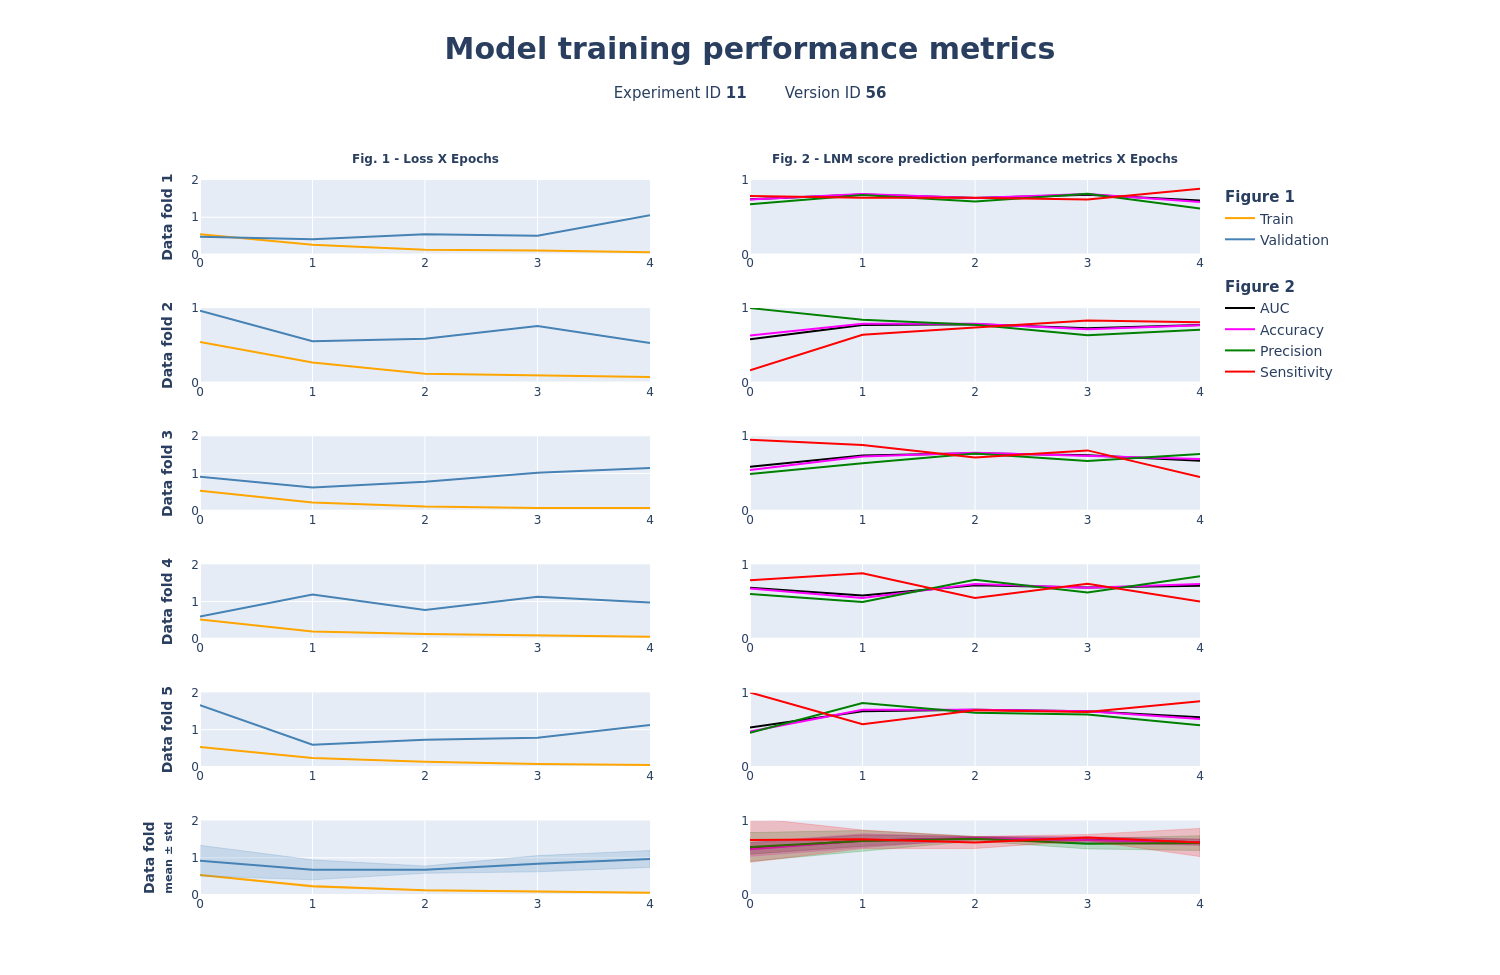 Model training performance metrics
Experiment ID 11 Version ID 56
Fig. 1 - Loss X Epochs
Fig. 2 - LNM score prediction performance metrics X Epochs
Data fold 1
2
1
0
0 1 2 3 4
1
0
0 1 2 3 4
Figure 1
Train
Validation
Figure 2
AUC
Accuracy
Precision
Sensitivity
Data fold 2
1
0
0 1 2 3 4
1
0
0 1 2 3 4
Data fold 3
2
1
0
0 1 2 3 4
1
0
0 1 2 3 4
Data fold 4
2
1
0
0 1 2 3 4
1
0
0 1 2 3 4
Data fold 5
2
1
0
0 1 2 3 4
1
0
0 1 2 3 4
Data fold
mean ± std
2
1
0
0 1 2 3 4
1
0
0 1 2 3 4